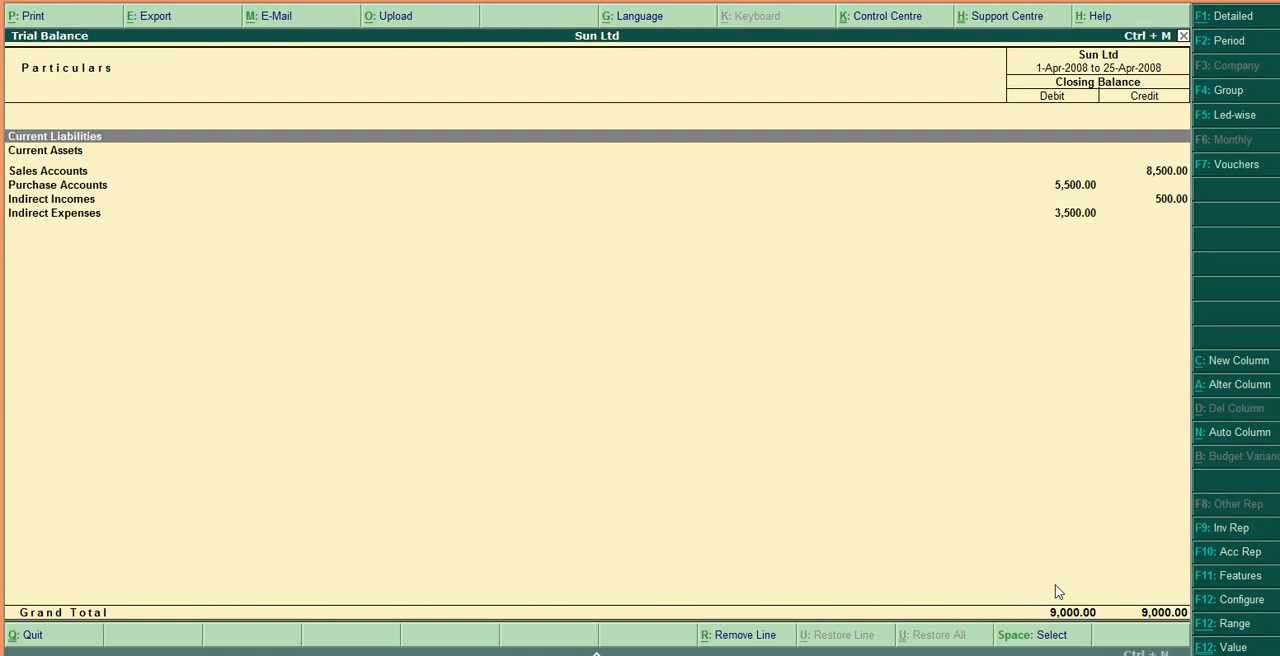 P: Print E: Export M: E-Mail O: Upload G: Language K: Keyboard K: Control Centre H: Support Centre H: Help
Trial Balance Sun Ltd Ctrl + M
Particulars
Sun Ltd
1-Apr-2008 to 25-Apr-2008
Closing Balance
Debit Credit
Current Liabilities
Current Assets
Sales Accounts 8,500.00
Purchase Accounts 5,500.00
Indirect Incomes 500.00
Indirect Expenses 3,500.00
Grand Total 9,000.00 9,000.00
Q: Quit R: Remove Line U: Restore Line U: Restore All Space: Select
Ctrl + N
F1: Detailed
F2: Period
F3: Company
F4: Group
F5: Led-wise
F6: Monthly
F7: Vouchers
C: New Column
A: Alter Column
D: Del Column
N: Auto Column
B: Budget Varianc
F8: Other Rep
F9: Inv Rep
F10: Acc Rep
F11: Features
F12: Configure
F12: Range
F12: Value